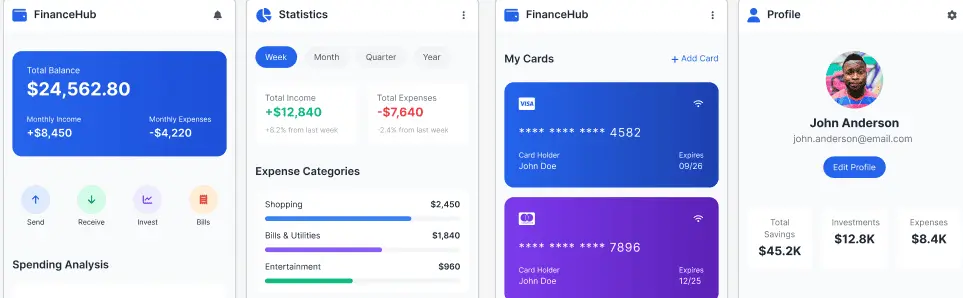 FinanceHub
Total Balance
$24,562.80
Monthly Income
Monthly Expenses
+$8,450
-$4,220
Send
Receive
Invest
Bills
Spending Analysis
Statistics
Week
Month
Quarter
Year
Total Income
+$12,840
+8.2% from last week
Total Expenses
-$7,640
-2.4% from last week
Expense Categories
Shopping
$2,450
Bills & Utilities
$1,840
Entertainment
$960
FinanceHub
My Cards
+ Add Card
VISA
**** **** **** 4582
Card Holder
Expires
John Doe
09/26
**** **** **** 7896
Card Holder
Expires
John Doe
12/25
Profile
John Anderson
john.anderson@email.com
Edit Profile
Total
Savings
$45.2K
Investments
$12.8K
Expenses
$8.4K